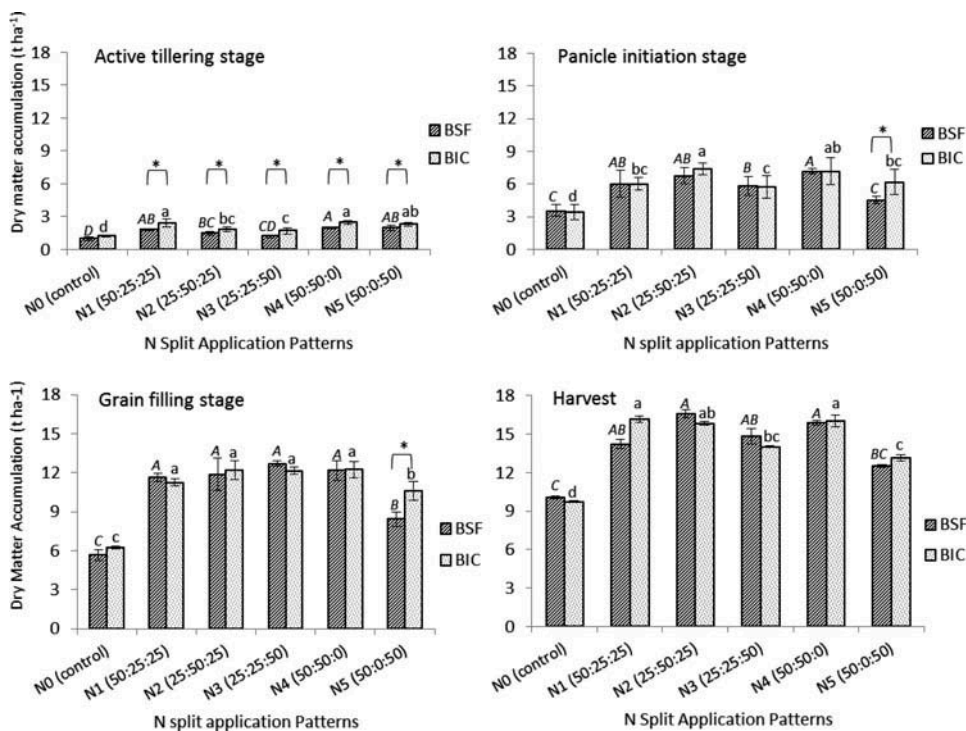 Active tillering stage
Dry matter accumulation (t ha-1)
18
15
12
9
6
3
0
* * * * *
D d AB a BC bc CD c A a AB ab
BSF
BIC
N0 (control)
N1 (50:25:25)
N2 (25:50:25)
N3 (25:25:50)
N4 (50:50:0)
N5 (50:0:50)
N Split Application Patterns
Panicle initiation stage
18
15
12
9
6
3
0
*
C d AB bc AB a B c A ab C bc
BSF
BIC
N0 (control)
N1 (50:25:25)
N2 (25:50:25)
N3 (25:25:50)
N4 (50:50:0)
N5 (50:0:50)
N split application Patterns
Grain filling stage
Dry Matter Accumulation (t ha-1)
18
15
12
9
6
3
0
*
C c A a A a A a A a B b
BSF
BIC
N0 (control)
N1 (50:25:25)
N2 (25:50:25)
N3 (25:25:50)
N4 (50:50:0)
N5 (50:0:50)
N split application Patterns
Harvest
18
15
12
9
6
3
0
C d AB a A ab AB bc A a BC c
BSF
BIC
N0 (control)
N1 (50:25:25)
N2 (25:50:25)
N3 (25:25:50)
N4 (50:50:0)
N5 (50:0:50)
N Split Application Patterns